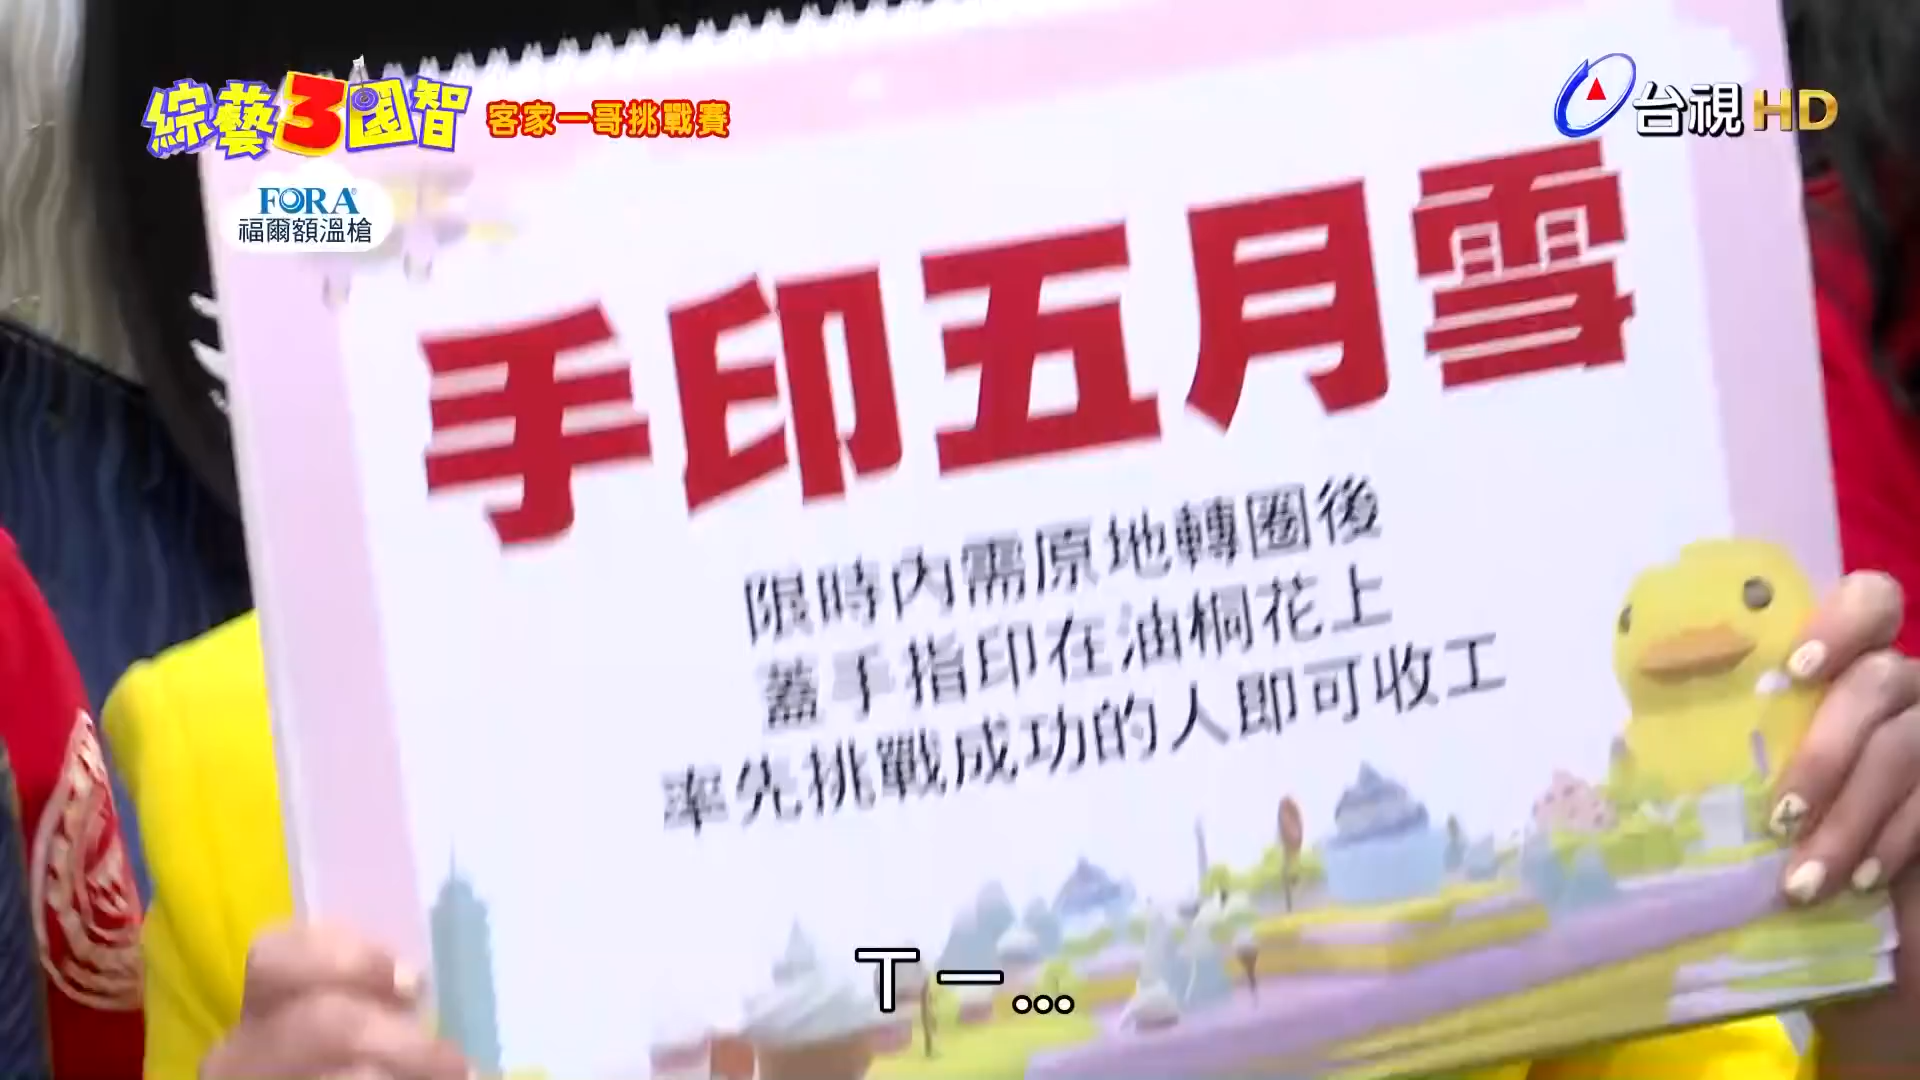 綜藝3國智 客家一哥挑戰賽
台視HD
FORA
福爾額溫槍
手印五月雪
限時內需原地轉圈後
蓋手指印在油桐花上
率先挑戰成功的人即可收工
ㄒㄧ...